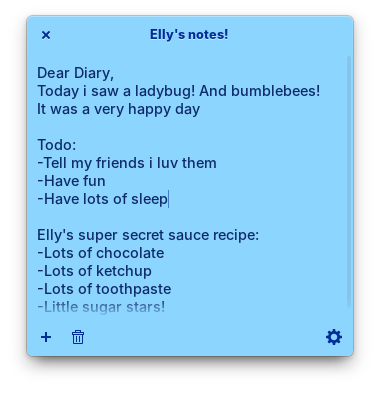 Elly's notes!
Dear Diary,
Today i saw a ladybug! And bumblebees!
It was a very happy day
Todo:
-Tell my friends i luv them
-Have fun
-Have lots of sleep
Elly's super secret sauce recipe:
-Lots of chocolate
-Lots of ketchup
-Lots of toothpaste
-Little sugar stars!